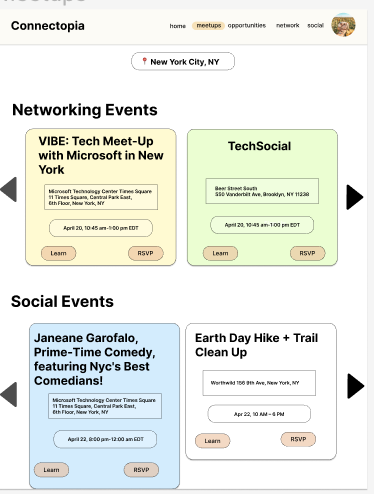 meetups
Connectopia
home
meetups
opportunities
network
social
New York City, NY
Networking Events
VIBE: Tech Meet-Up
with Microsoft in New
York
Microsoft Technology Center Times Square
11 Times Square, Central Park East,
6th Floor, New York, NY
April 20, 10:45 am-1:00 pm EDT
Learn
RSVP
TechSocial
Beer Street South
550 Vanderbilt Ave, Brooklyn, NY 11238
April 20, 10:45 am-1:00 pm EDT
Learn
RSVP
Social Events
Janeane Garofalo,
Prime-Time Comedy,
featuring Nyc's Best
Comedians!
Microsoft Technology Center Times Square
11 Times Square, Central Park East,
6th Floor, New York, NY
April 22, 8:00 pm-12:00 am EDT
Learn
RSVP
Earth Day Hike + Trail
Clean Up
Worthwild 156 9th Ave, New York, NY
Apr 22, 10 AM – 6 PM
Learn
RSVP